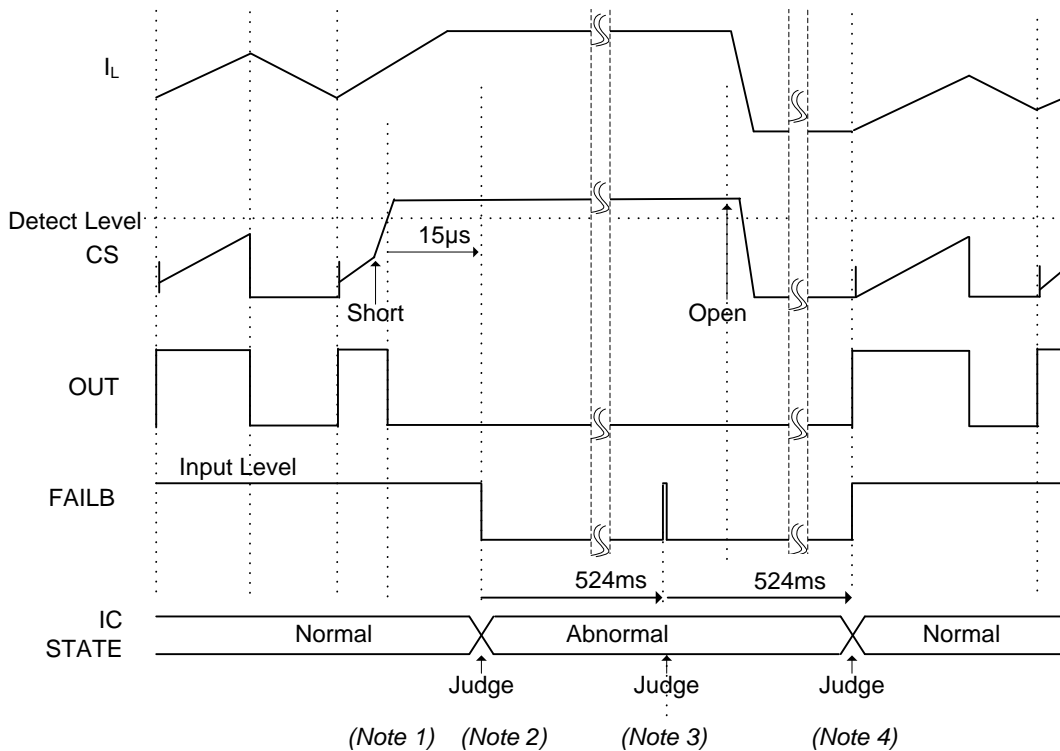 I_L
Detect Level
CS
15µs
Short
Open
OUT
Input Level
FAILB
524ms
524ms
IC
STATE
Normal
Abnormal
Normal
Judge
Judge
Judge
(Note 1)
(Note 2)
(Note 3)
(Note 4)